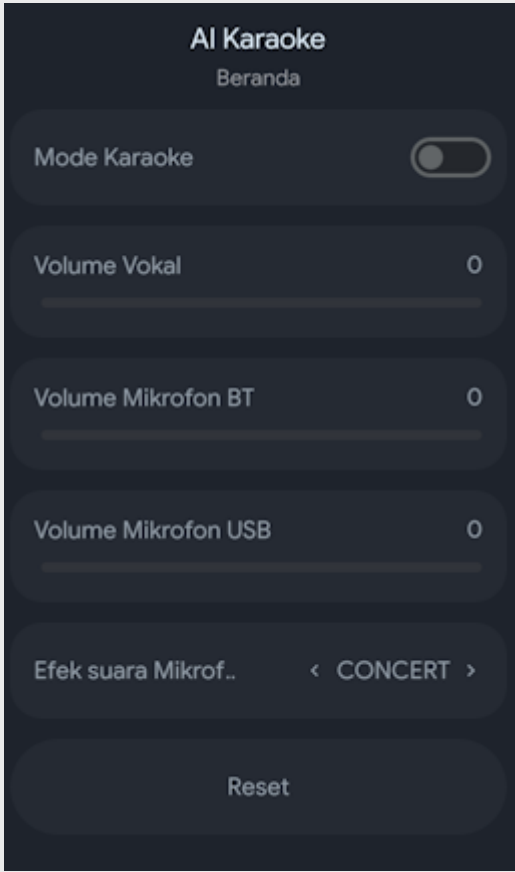 AI Karaoke
Beranda
Mode Karaoke
Volume Vokal 0
Volume Mikrofon BT 0
Volume Mikrofon USB 0
Efek suara Mikrof.. < CONCERT >
Reset